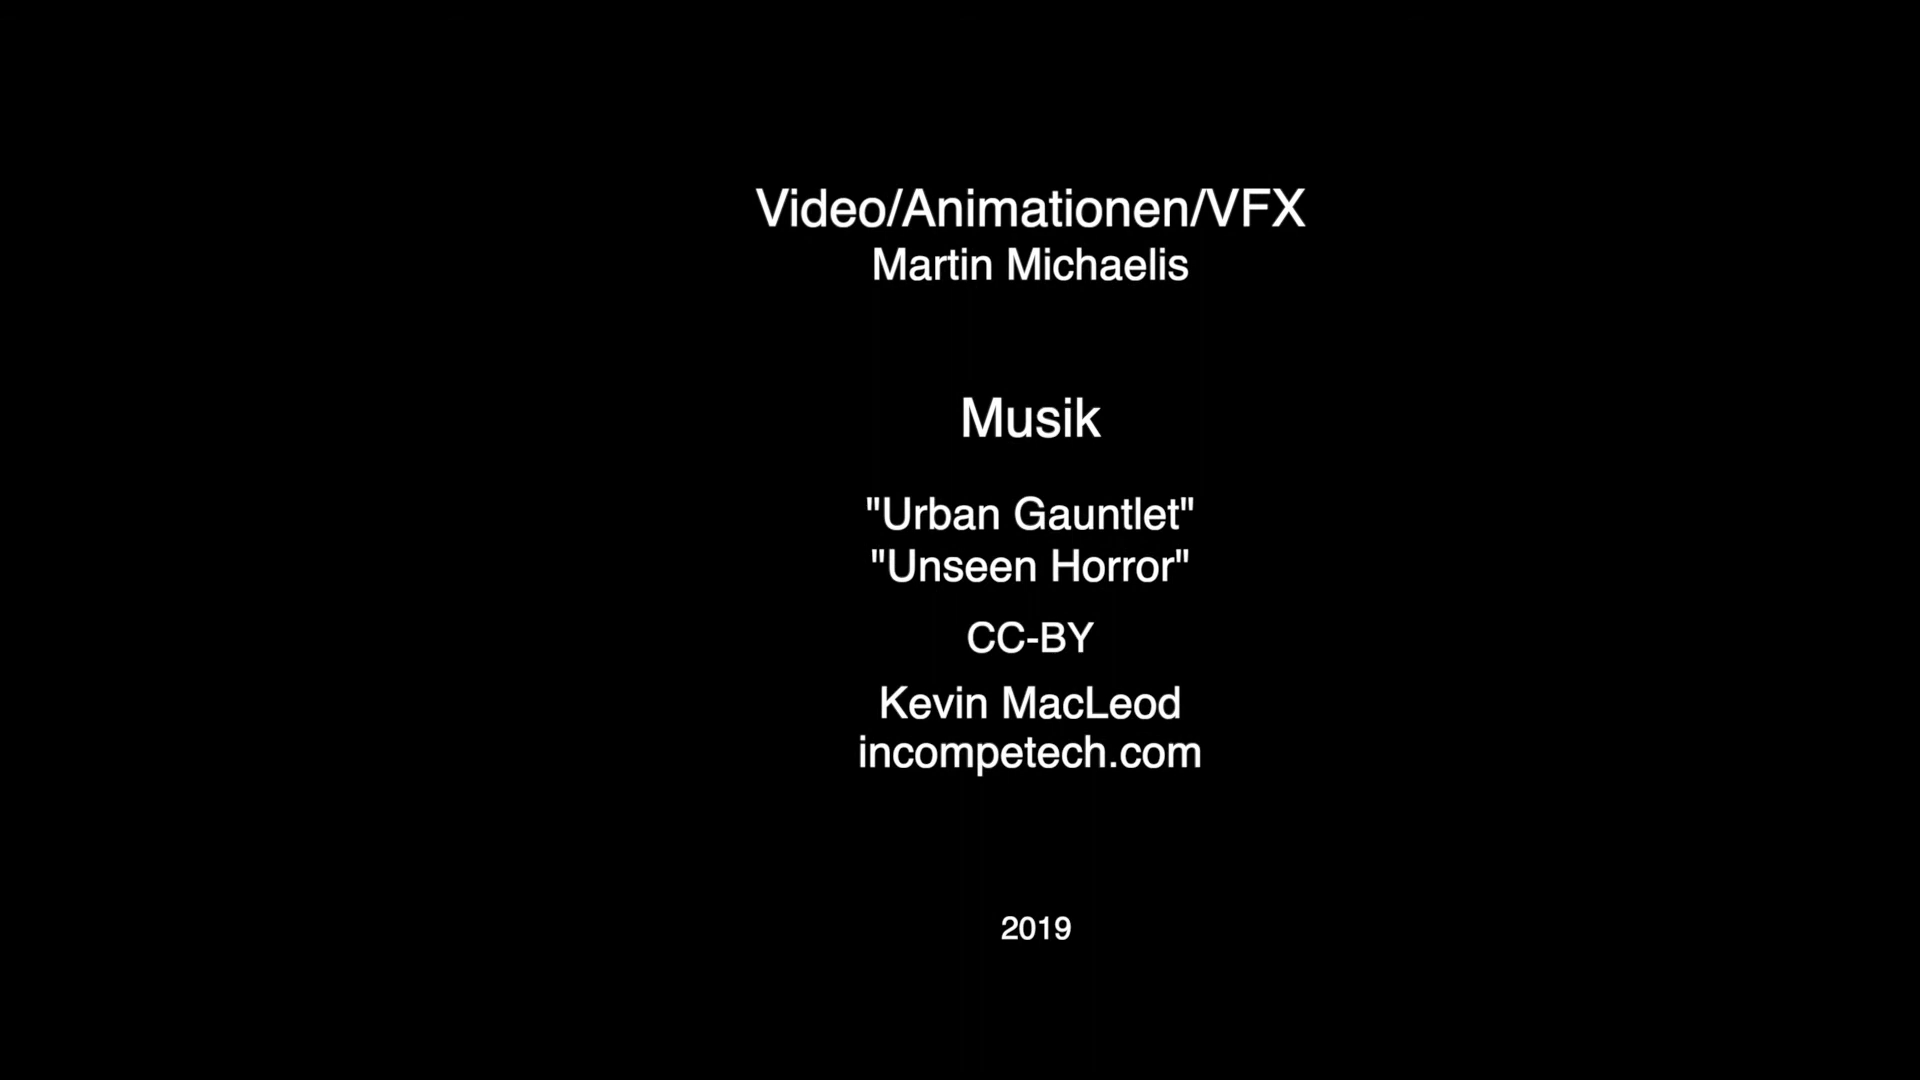 Video/Animationen/VFX
Martin Michaelis
Musik
"Urban Gauntlet"
"Unseen Horror"
CC-BY
Kevin MacLeod
incompetech.com
2019